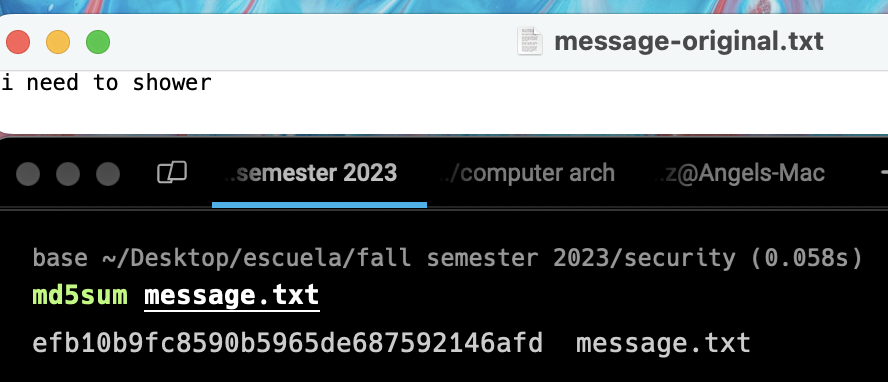 message-original.txt
i need to shower
..semester 2023 ../computer arch ..z@Angels-Mac
base ~/Desktop/escuela/fall semester 2023/security (0.058s)
md5sum message.txt
efb10b9fc8590b5965de687592146afd  message.txt